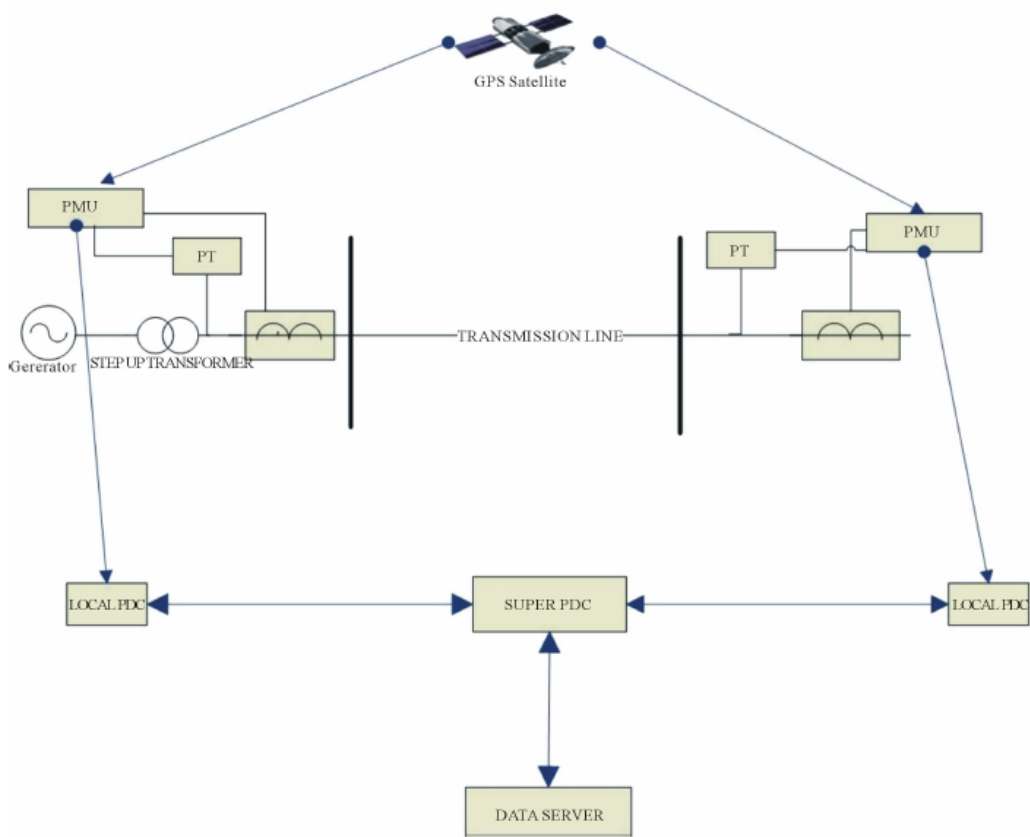 GPS Satellite
PMU
PMU
PT
PT
TRANSMISSION LINE
STEP UP TRANSFORMER
Gererator
LOCAL PDC
SUPER PDC
LOCAL PDC
DATA SERVER